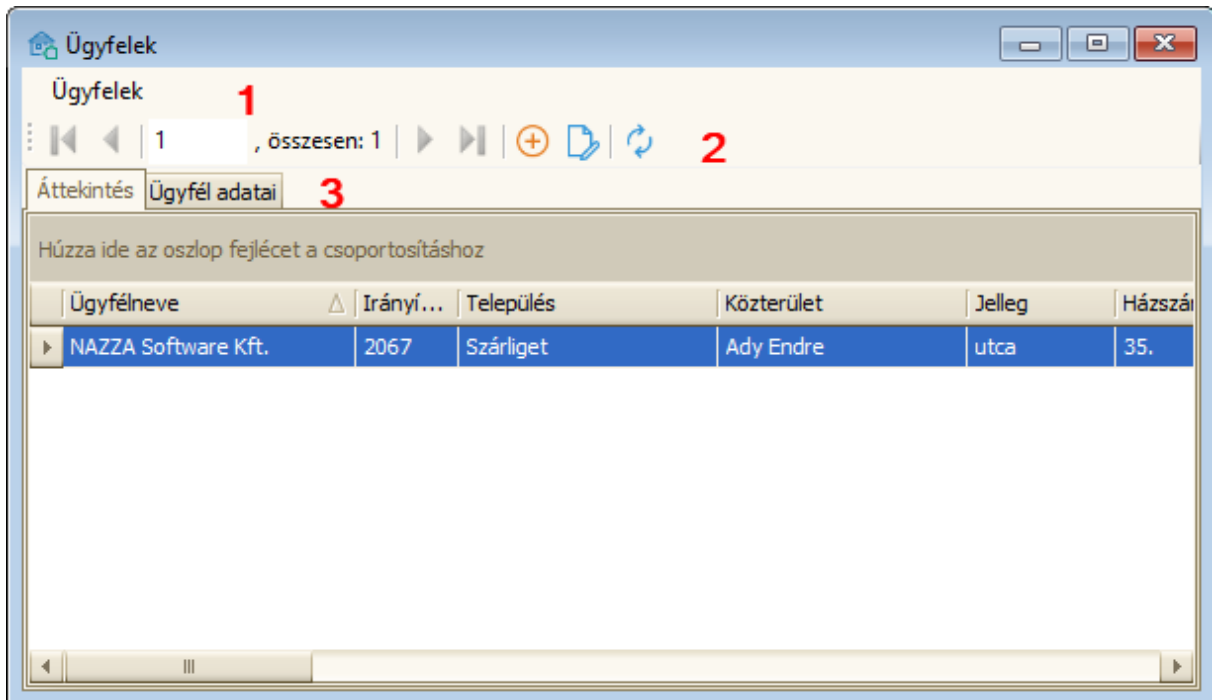 Ügyfelek
Ügyfelek
1
1 , összesen: 1
2
Áttekintés Ügyfél adatai
3
Húzza ide az oszlop fejlécet a csoportosításhoz
Ügyfélneve Irányí... Település Közterület Jelleg Házszá
NAZZA Software Kft. 2067 Szárliget Ady Endre utca 35.